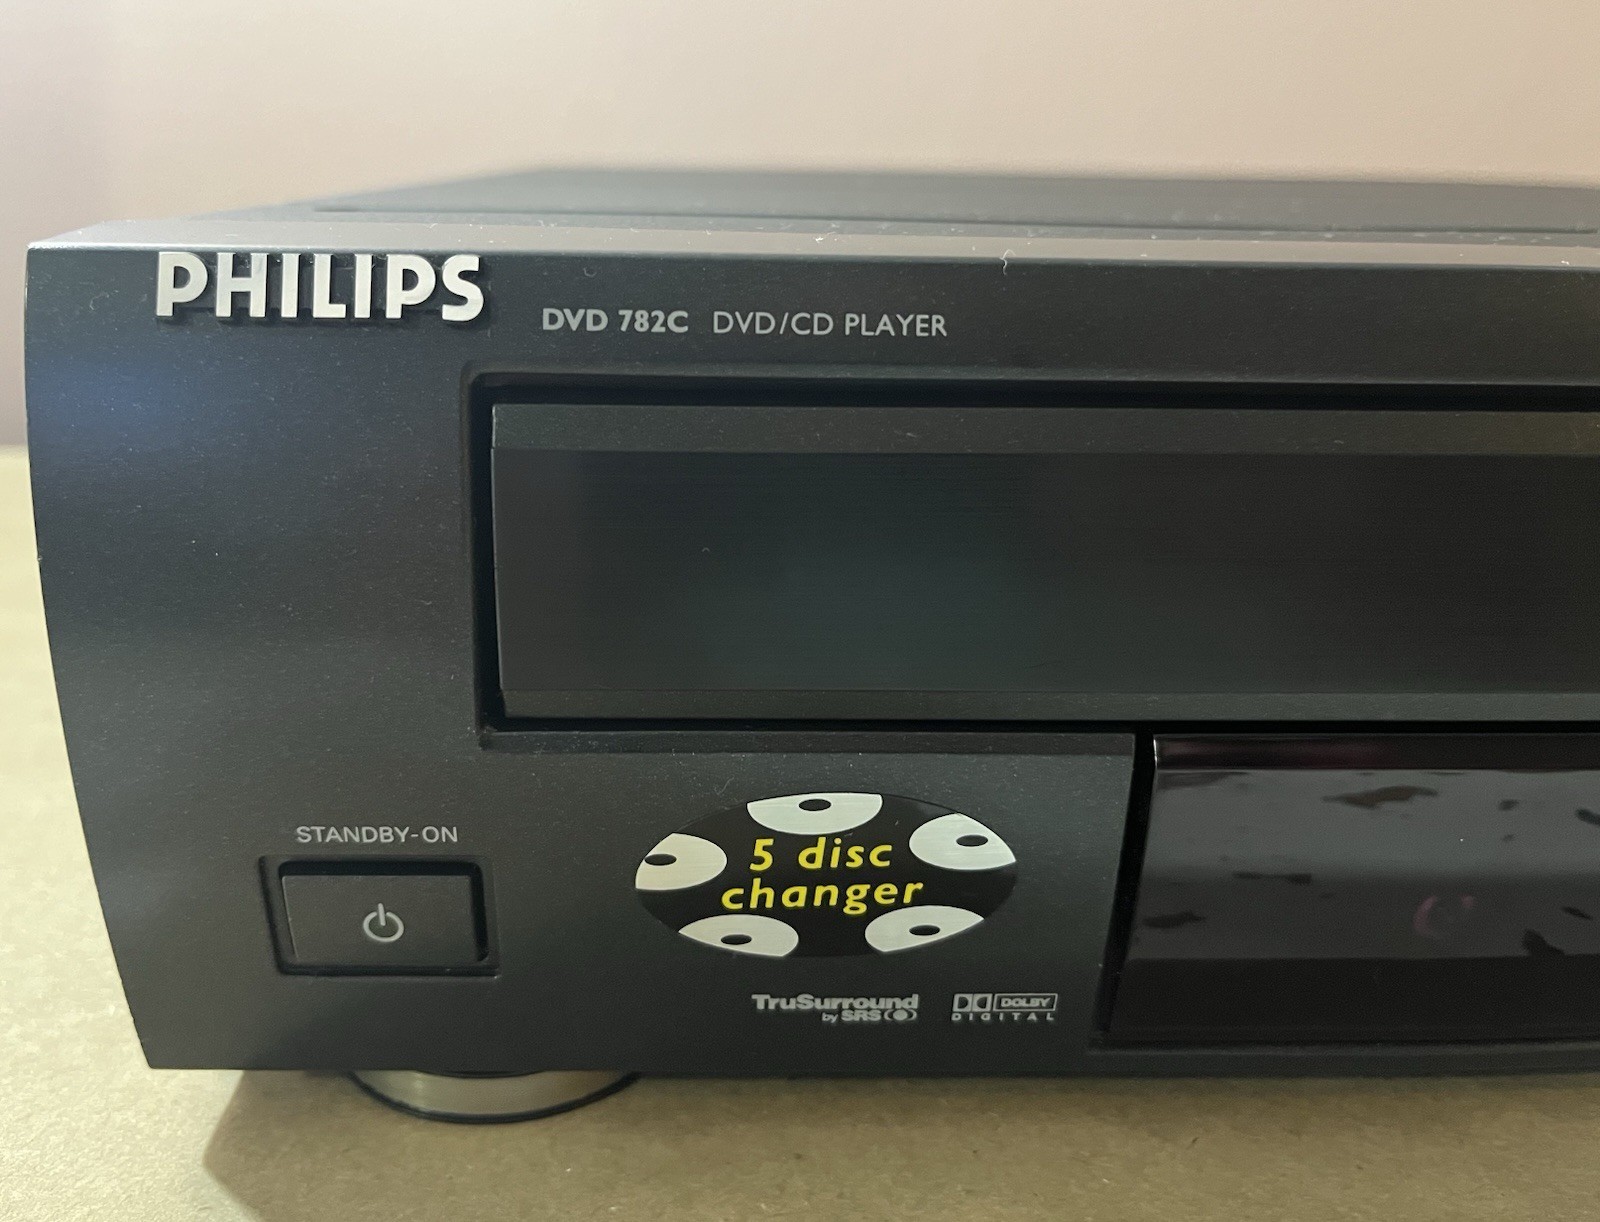 PHILIPS
DVD 782C DVD/CD PLAYER
STANDBY-ON
5 disc
changer
TruSurround
by SRS
DOLBY
DIGITAL